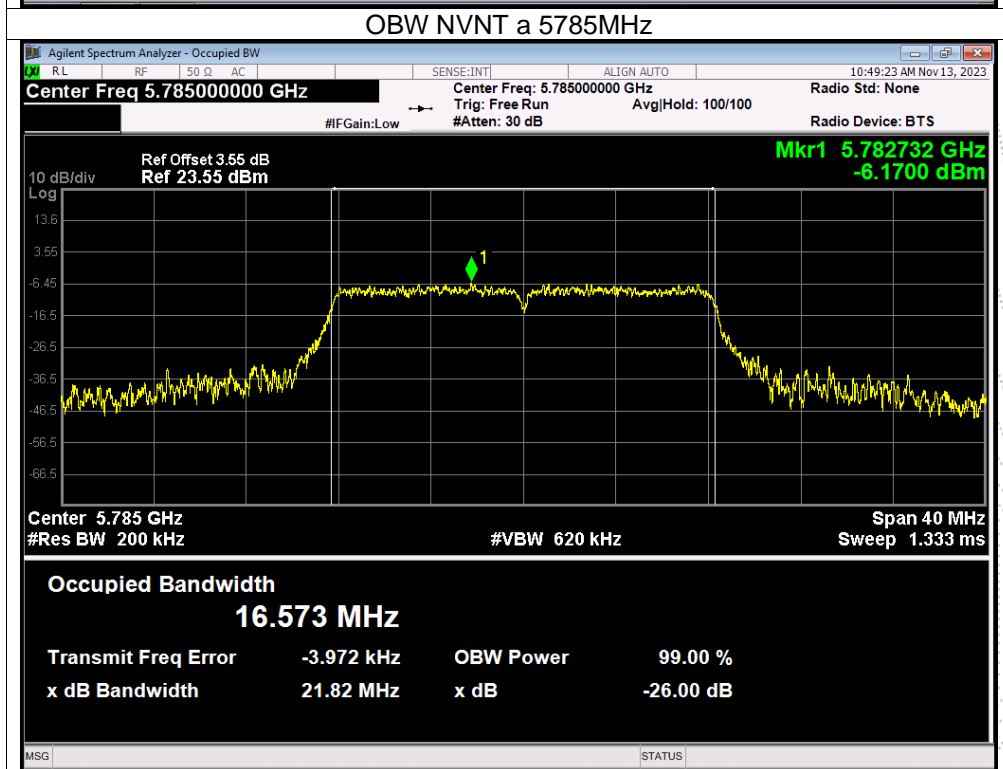 OBW NVNT a 5785MHz
Agilent Spectrum Analyzer - Occupied BW
LXI RL RF 50 Ω AC SENSE:INT ALIGN AUTO 10:49:23 AM Nov 13, 2023
Center Freq 5.785000000 GHz Center Freq: 5.785000000 GHz Radio Std: None
Trig: Free Run Avg|Hold: 100/100
#IFGain:Low #Atten: 30 dB Radio Device: BTS
Mkr1 5.782732 GHz
-6.1700 dBm
Ref Offset 3.55 dB
10 dB/div Ref 23.55 dBm
Log
13.6
3.55
1
-6.45
-16.5
-26.5
-36.5
-46.5
-56.5
-66.5
Center 5.785 GHz Span 40 MHz
#Res BW 200 kHz #VBW 620 kHz Sweep 1.333 ms
Occupied Bandwidth
16.573 MHz
Transmit Freq Error -3.972 kHz OBW Power 99.00 %
x dB Bandwidth 21.82 MHz x dB -26.00 dB
MSG STATUS